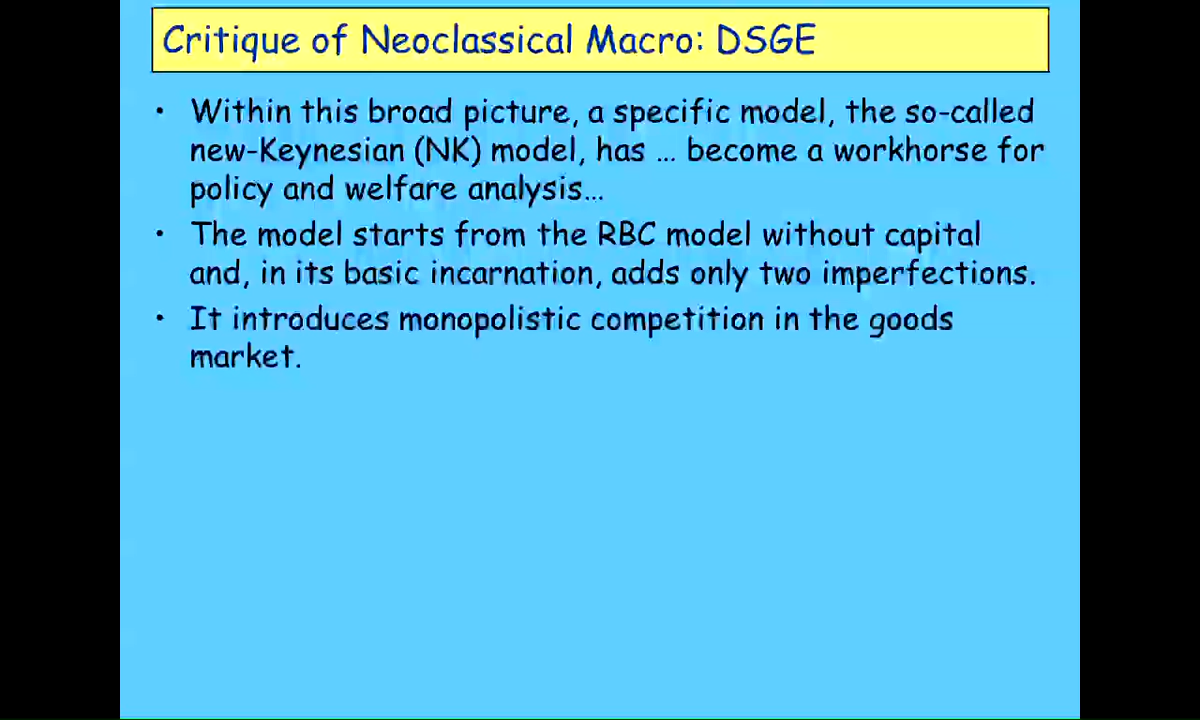 Critique of Neoclassical Macro: DSGE
• Within this broad picture, a specific model, the so-called
new-Keynesian (NK) model, has … become a workhorse for
policy and welfare analysis…
• The model starts from the RBC model without capital
and, in its basic incarnation, adds only two imperfections.
• It introduces monopolistic competition in the goods
market.